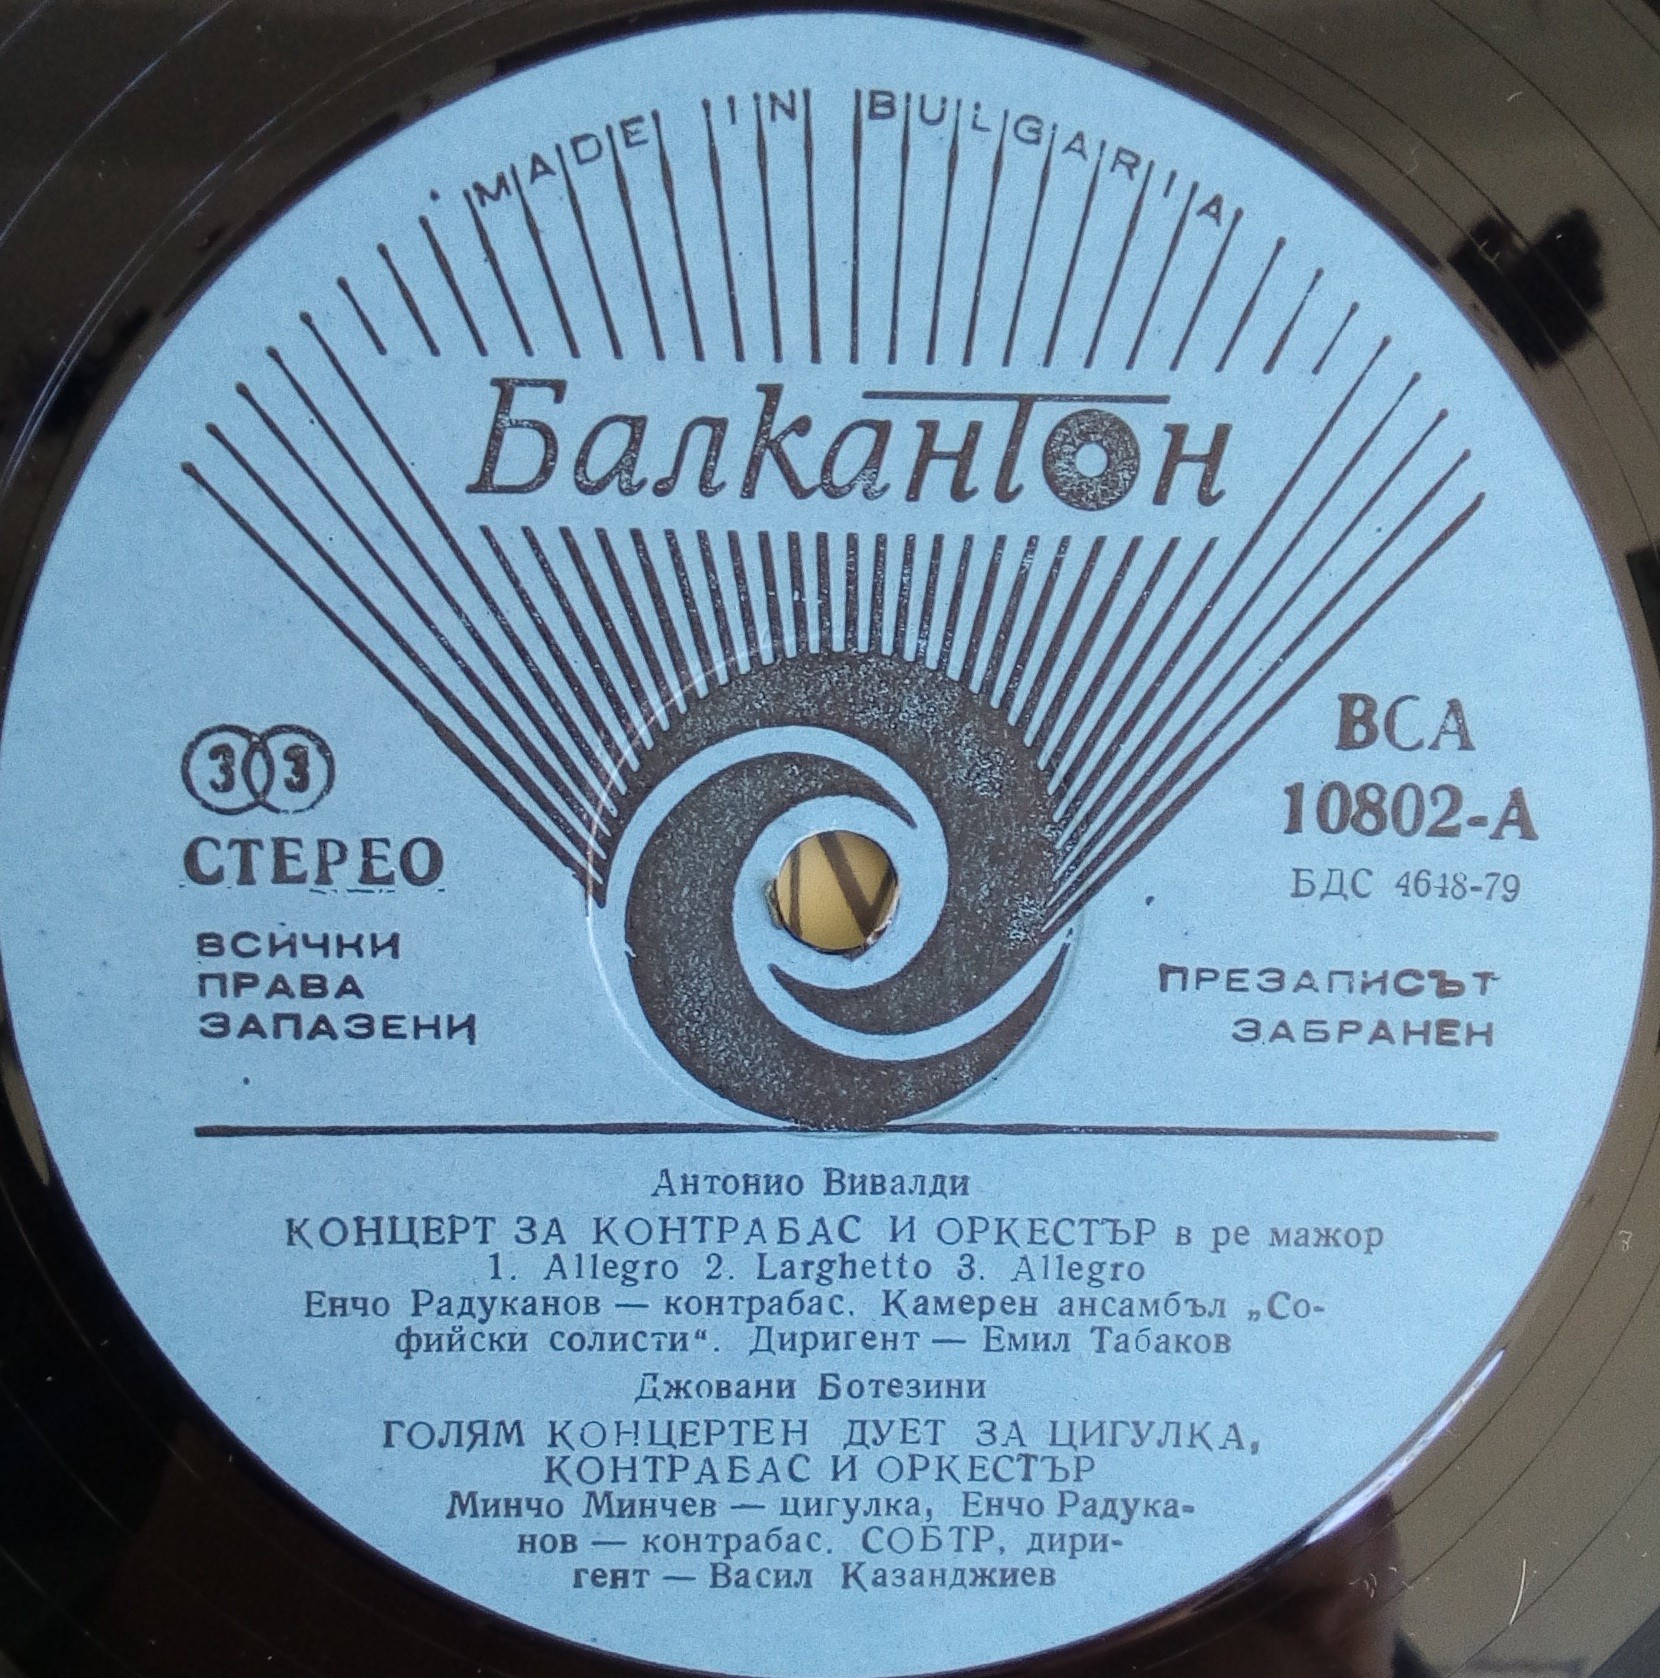 MADE IN BULGARIA
Балкантон
33
СТЕРЕО
ВСИЧКИ
ПРАВА
ЗАПАЗЕНИ
ВСА
10802-А
БДС 4648-79
ПРЕЗАПИСЪТ
ЗАБРАНЕН
Антонио Вивалди
КОНЦЕРТ ЗА КОНТРАБАС И ОРКЕСТЪР в ре мажор
1. Allegro 2. Larghetto 3. Allegro
Енчо Радуканов — контрабас. Камерен ансамбъл „Со-
фийски солисти“. Диригент — Емил Табаков
Джовани Ботезини
ГОЛЯМ КОНЦЕРТЕН ДУЕТ ЗА ЦИГУЛКА,
КОНТРАБАС И ОРКЕСТЪР
Минчо Минчев — цигулка, Енчо Радука-
нов — контрабас. СОБТР, дири-
гент — Васил Казанджиев